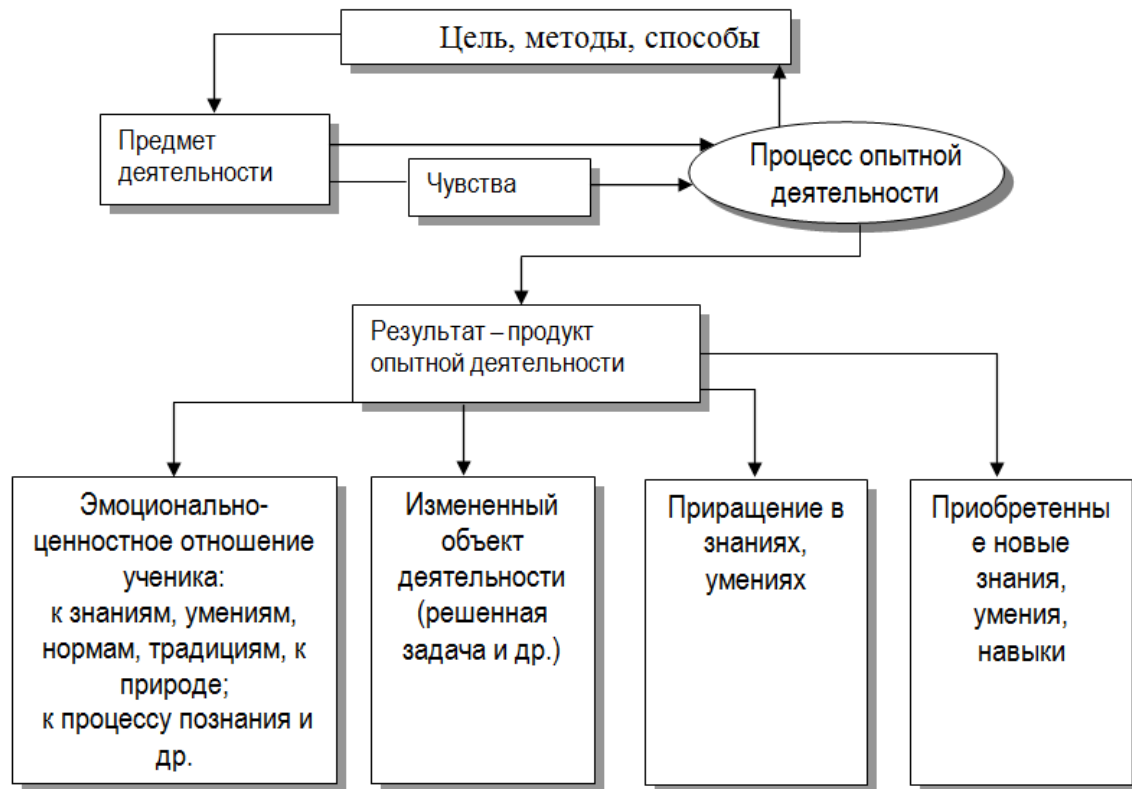 Цель, методы, способы
Предмет
деятельности
Чувства
Процесс опытной
деятельности
Результат – продукт
опытной деятельности
Эмоционально-
ценностное отношение
ученика:
к знаниям, умениям,
нормам, традициям, к
природе;
к процессу познания и
др.
Измененный
объект
деятельности
(решенная
задача и др.)
Приращение в
знаниях,
умениях
Приобретенны
е новые
знания,
умения,
навыки